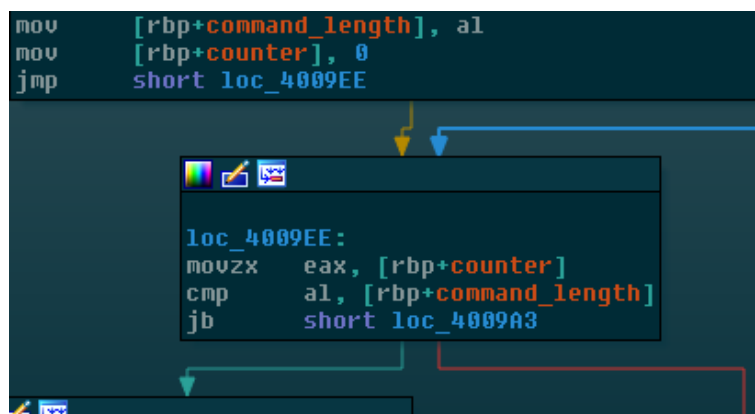 mov [rbp+command_length], al
mov [rbp+counter], 0
jmp short loc_4009EE
loc_4009EE:
movzx eax, [rbp+counter]
cmp al, [rbp+command_length]
jb short loc_4009A3